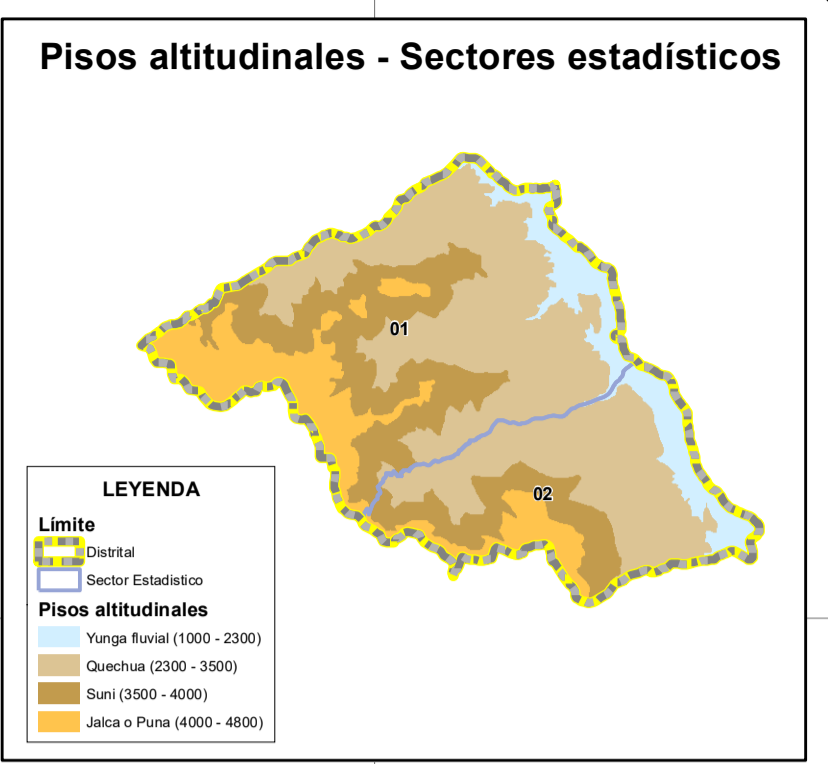 Pisos altitudinales - Sectores estadísticos
01
02
LEYENDA
Límite
Distrital
Sector Estadistico
Pisos altitudinales
Yunga fluvial (1000 - 2300)
Quechua (2300 - 3500)
Suni (3500 - 4000)
Jalca o Puna (4000 - 4800)